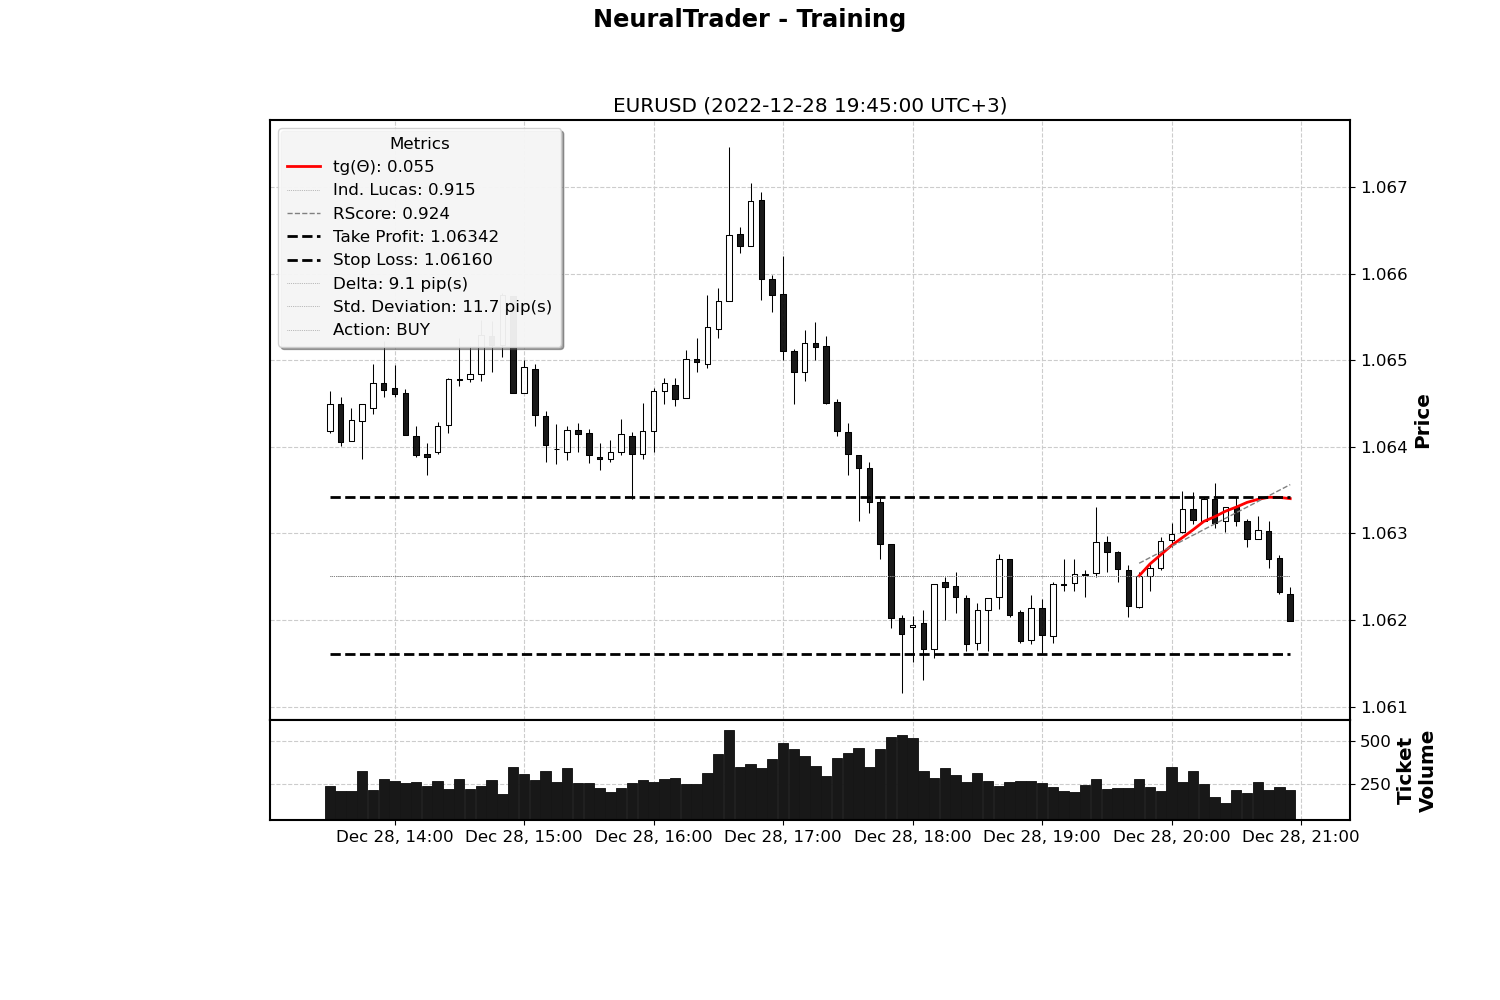 NeuralTrader - Training
EURUSD (2022-12-28 19:45:00 UTC+3)
Metrics
tg(Θ): 0.055
Ind. Lucas: 0.915
RScore: 0.924
Take Profit: 1.06342
Stop Loss: 1.06160
Delta: 9.1 pip(s)
Std. Deviation: 11.7 pip(s)
Action: BUY
1.067
1.066
1.065
1.064
1.063
1.062
1.061
Price
500
250
Ticket
Volume
Dec 28, 14:00
Dec 28, 15:00
Dec 28, 16:00
Dec 28, 17:00
Dec 28, 18:00
Dec 28, 19:00
Dec 28, 20:00
Dec 28, 21:00